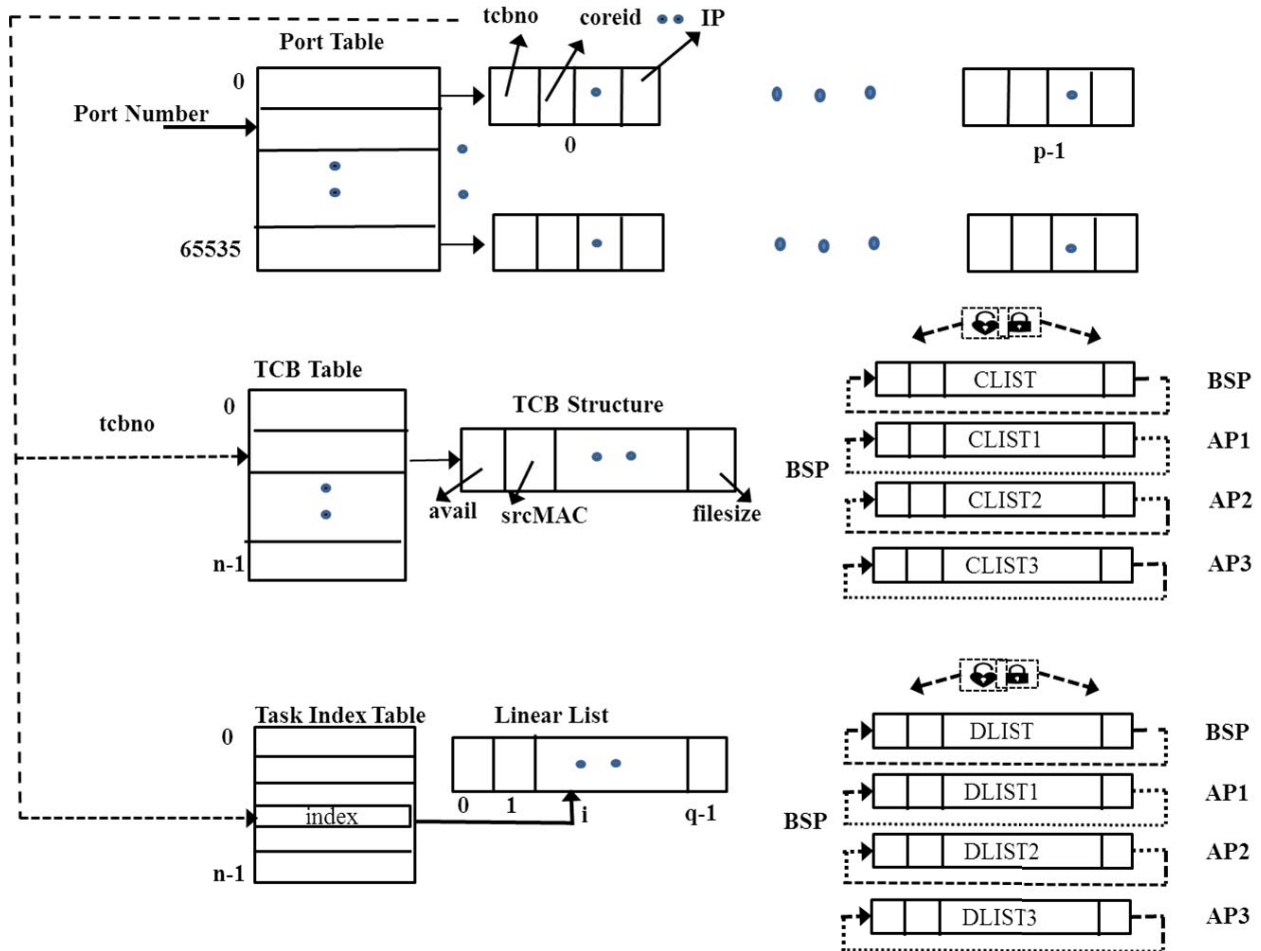 tcbno coreid IP
Port Table
0
Port Number
0 p-1
65535
TCB Table
0
tcbno
TCB Structure
avail srcMAC filesize
n-1
CLIST BSP
CLIST1 AP1
BSP
CLIST2 AP2
CLIST3 AP3
Task Index Table
0
Linear List
0 1 i q-1
index
n-1
DLIST BSP
DLIST1 AP1
BSP
DLIST2 AP2
DLIST3 AP3